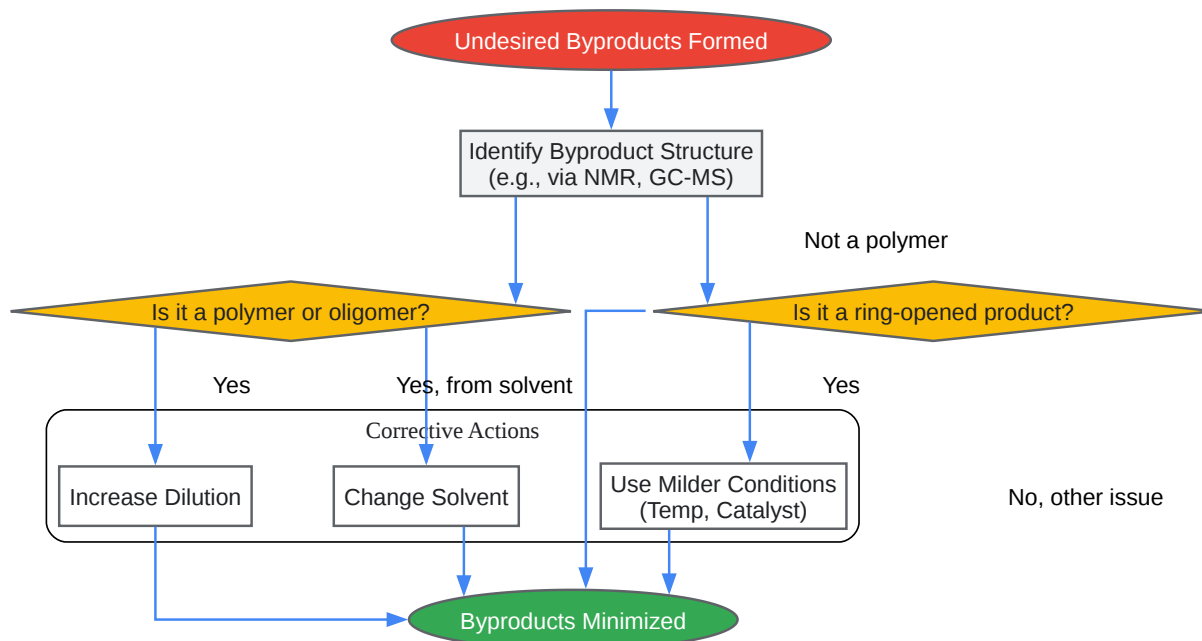 Undesired Byproducts Formed
Identify Byproduct Structure
(e.g., via NMR, GC-MS)
Not a polymer
Is it a polymer or oligomer?
Is it a ring-opened product?
Yes
Yes, from solvent
Yes
Corrective Actions
Increase Dilution
Change Solvent
Use Milder Conditions
(Temp, Catalyst)
No, other issue
Byproducts Minimized